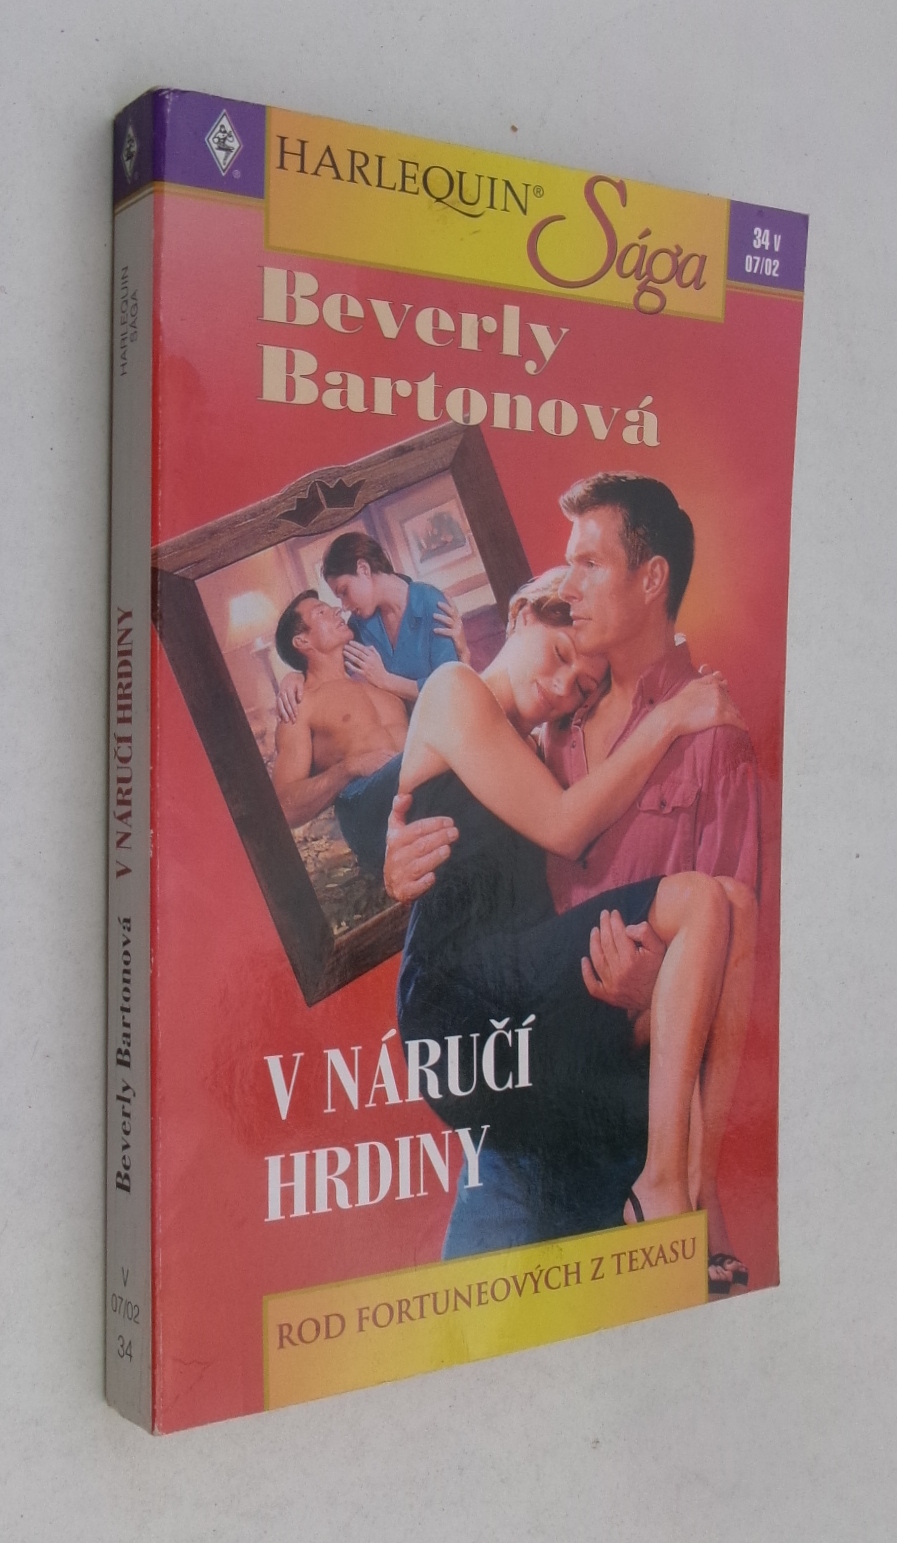 HARLEQUIN®
Sága
34 V
07/02
Beverly
Bartonová
V NÁRUČÍ
HRDINY
ROD FORTUNEOVÝCH Z TEXASU
HARLEQUIN
SÁGA
V NÁRUČÍ HRDINY
Beverly Bartonová
V
07/02
34